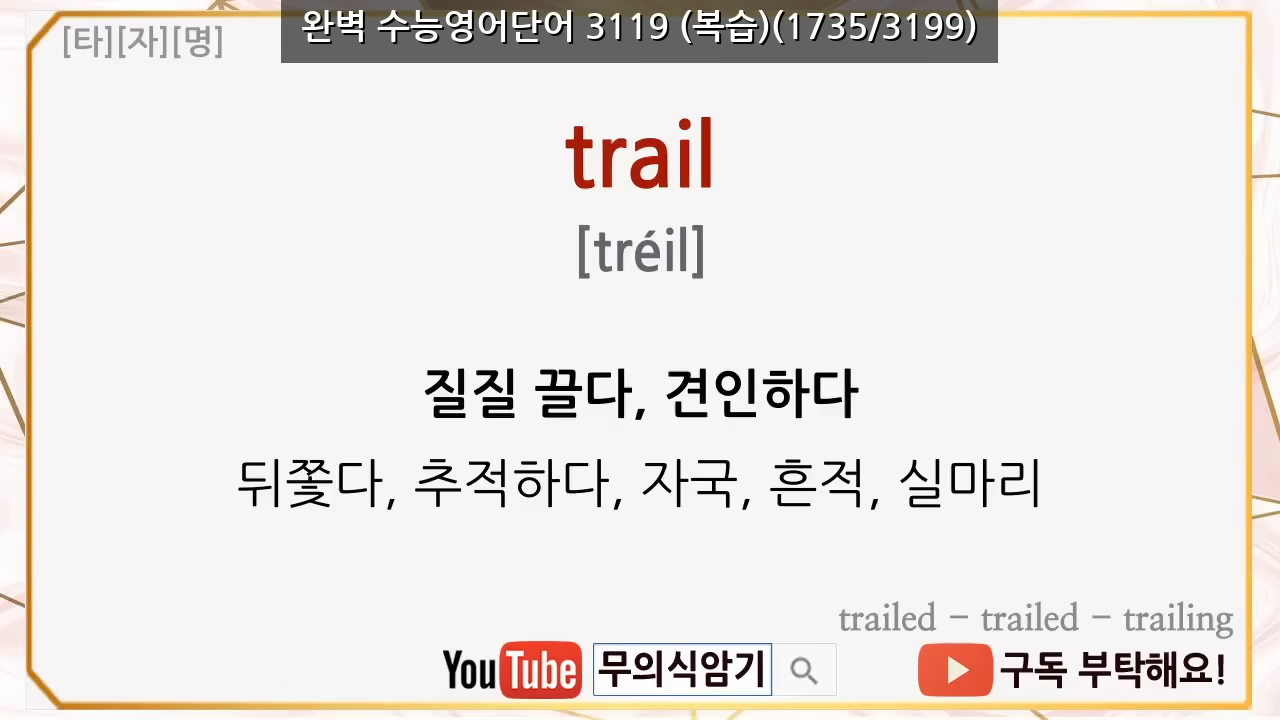 완벽 수능영어단어 3119 (복습)(1735/3199)
[타][자][명]
trail
[tréil]
질질 끌다, 견인하다
뒤쫓다, 추적하다, 자국, 흔적, 실마리
trailed - trailed - trailing
YouTube 무의식암기 구독 부탁해요!